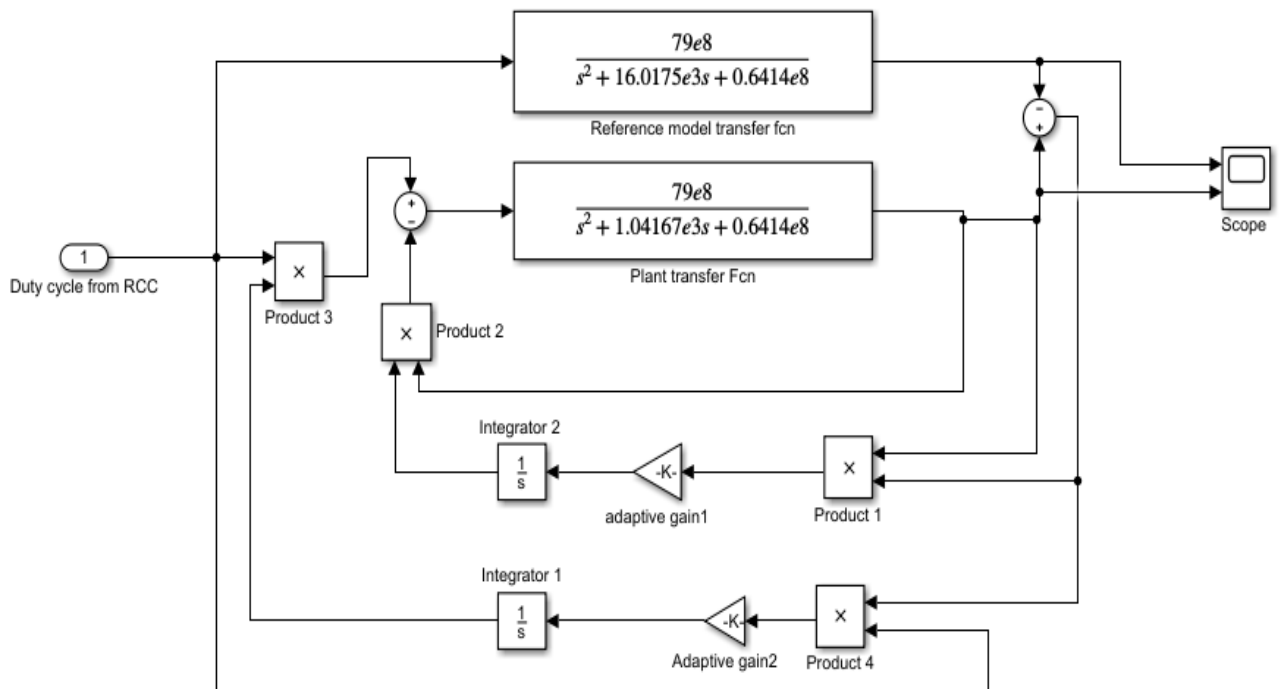 79e8
s² + 16.0175e3s + 0.6414e8
Reference model transfer fcn
−
+
79e8
s² + 1.04167e3s + 0.6414e8
Plant transfer Fcn
+
−
Scope
1
Duty cycle from RCC
×
Product 3
×
Product 2
Integrator 2
1
s
-K-
adaptive gain1
×
Product 1
Integrator 1
1
s
-K-
Adaptive gain2
×
Product 4